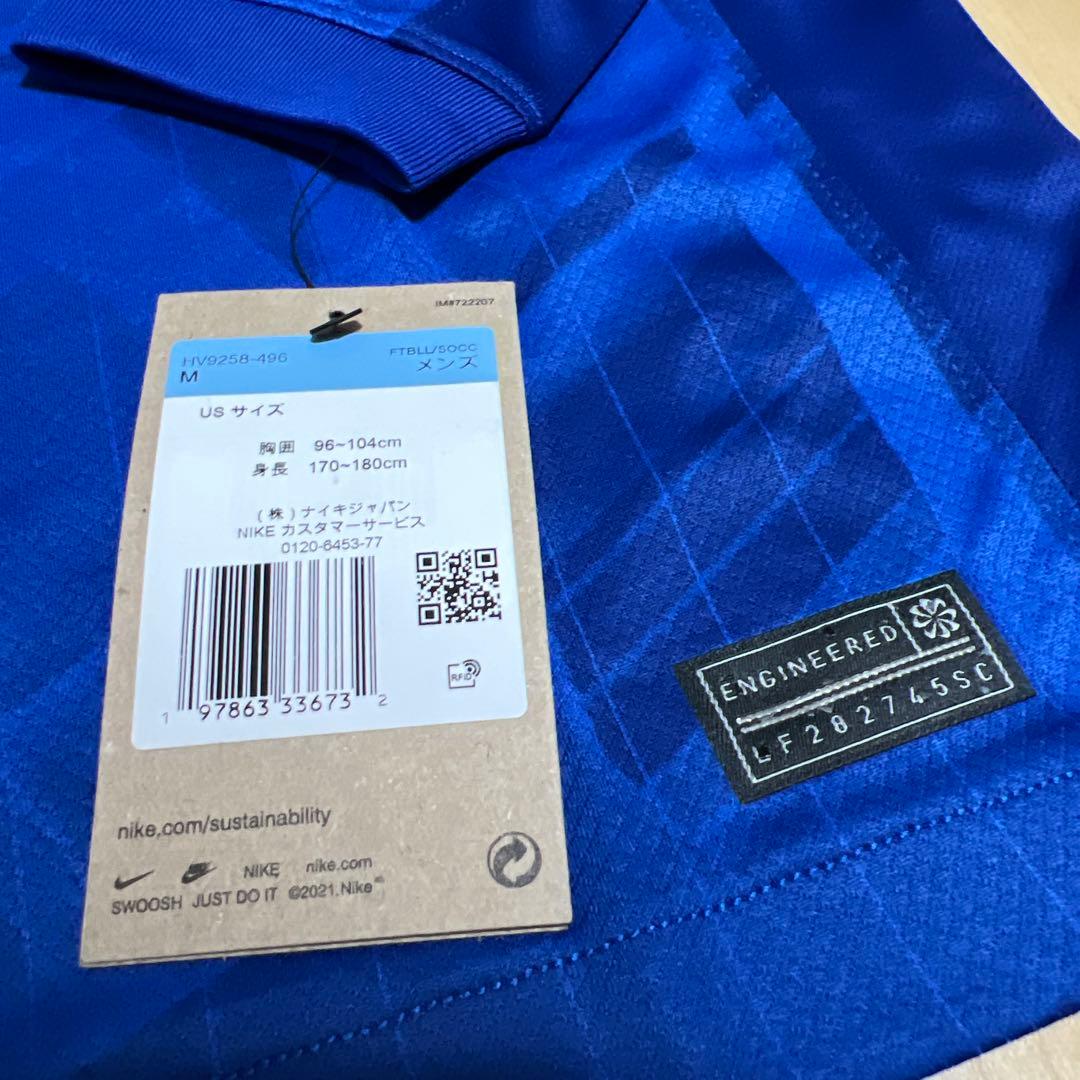 IM#722207
HV9258-496 FTBLL/SOCC
M メンズ
US サイズ
胸囲 96~104cm
身長 170~180cm
(株)ナイキジャパン
NIKE カスタマーサービス
0120-6453-77
RFID
1 97863 33673 2
nike.com/sustainability
NIKE nike.com
SWOOSH JUST DO IT ©2021.Nike
ENGINEERED
LF282745SC